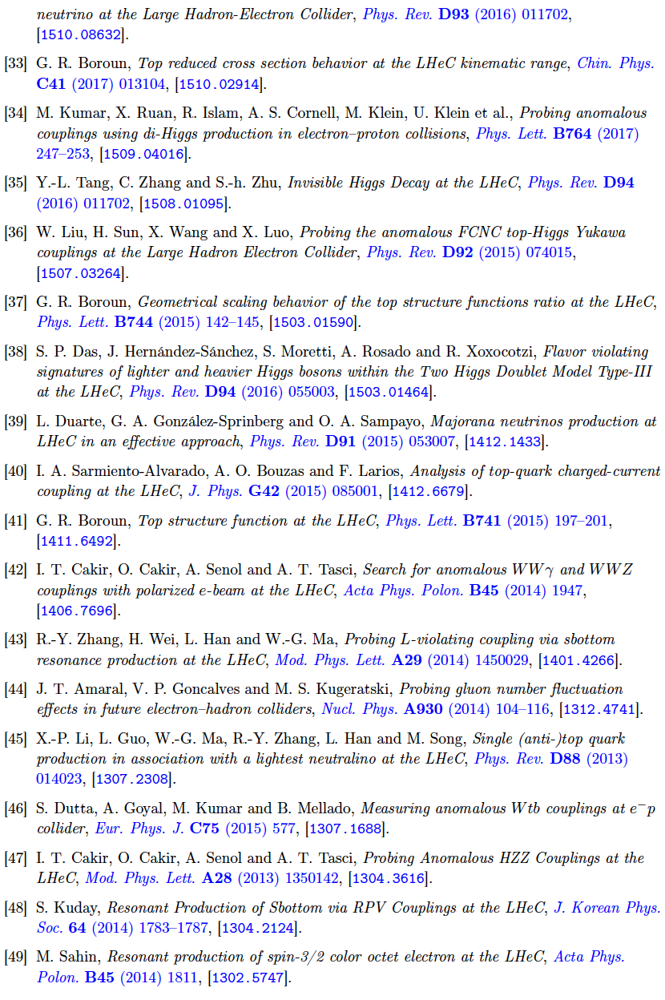 neutrino at the Large Hadron-Electron Collider, Phys. Rev. D93 (2016) 011702,
[1510.08632].
[33] G. R. Boroun, Top reduced cross section behavior at the LHeC kinematic range, Chin. Phys.
C41 (2017) 013104, [1510.02914].
[34] M. Kumar, X. Ruan, R. Islam, A. S. Cornell, M. Klein, U. Klein et al., Probing anomalous
couplings using di-Higgs production in electron–proton collisions, Phys. Lett. B764 (2017)
247–253, [1509.04016].
[35] Y.-L. Tang, C. Zhang and S.-h. Zhu, Invisible Higgs Decay at the LHeC, Phys. Rev. D94
(2016) 011702, [1508.01095].
[36] W. Liu, H. Sun, X. Wang and X. Luo, Probing the anomalous FCNC top-Higgs Yukawa
couplings at the Large Hadron Electron Collider, Phys. Rev. D92 (2015) 074015,
[1507.03264].
[37] G. R. Boroun, Geometrical scaling behavior of the top structure functions ratio at the LHeC,
Phys. Lett. B744 (2015) 142–145, [1503.01590].
[38] S. P. Das, J. Hernández-Sánchez, S. Moretti, A. Rosado and R. Xoxocotzi, Flavor violating
signatures of lighter and heavier Higgs bosons within the Two Higgs Doublet Model Type-III
at the LHeC, Phys. Rev. D94 (2016) 055003, [1503.01464].
[39] L. Duarte, G. A. González-Sprinberg and O. A. Sampayo, Majorana neutrinos production at
LHeC in an effective approach, Phys. Rev. D91 (2015) 053007, [1412.1433].
[40] I. A. Sarmiento-Alvarado, A. O. Bouzas and F. Larios, Analysis of top-quark charged-current
coupling at the LHeC, J. Phys. G42 (2015) 085001, [1412.6679].
[41] G. R. Boroun, Top structure function at the LHeC, Phys. Lett. B741 (2015) 197–201,
[1411.6492].
[42] I. T. Cakir, O. Cakir, A. Senol and A. T. Tasci, Search for anomalous WWγ and WWZ
couplings with polarized e-beam at the LHeC, Acta Phys. Polon. B45 (2014) 1947,
[1406.7696].
[43] R.-Y. Zhang, H. Wei, L. Han and W.-G. Ma, Probing L-violating coupling via sbottom
resonance production at the LHeC, Mod. Phys. Lett. A29 (2014) 1450029, [1401.4266].
[44] J. T. Amaral, V. P. Goncalves and M. S. Kugeratski, Probing gluon number fluctuation
effects in future electron–hadron colliders, Nucl. Phys. A930 (2014) 104–116, [1312.4741].
[45] X.-P. Li, L. Guo, W.-G. Ma, R.-Y. Zhang, L. Han and M. Song, Single (anti-)top quark
production in association with a lightest neutralino at the LHeC, Phys. Rev. D88 (2013)
014023, [1307.2308].
[46] S. Dutta, A. Goyal, M. Kumar and B. Mellado, Measuring anomalous Wtb couplings at e⁻p
collider, Eur. Phys. J. C75 (2015) 577, [1307.1688].
[47] I. T. Cakir, O. Cakir, A. Senol and A. T. Tasci, Probing Anomalous HZZ Couplings at the
LHeC, Mod. Phys. Lett. A28 (2013) 1350142, [1304.3616].
[48] S. Kuday, Resonant Production of Sbottom via RPV Couplings at the LHeC, J. Korean Phys.
Soc. 64 (2014) 1783–1787, [1304.2124].
[49] M. Sahin, Resonant production of spin-3/2 color octet electron at the LHeC, Acta Phys.
Polon. B45 (2014) 1811, [1302.5747].